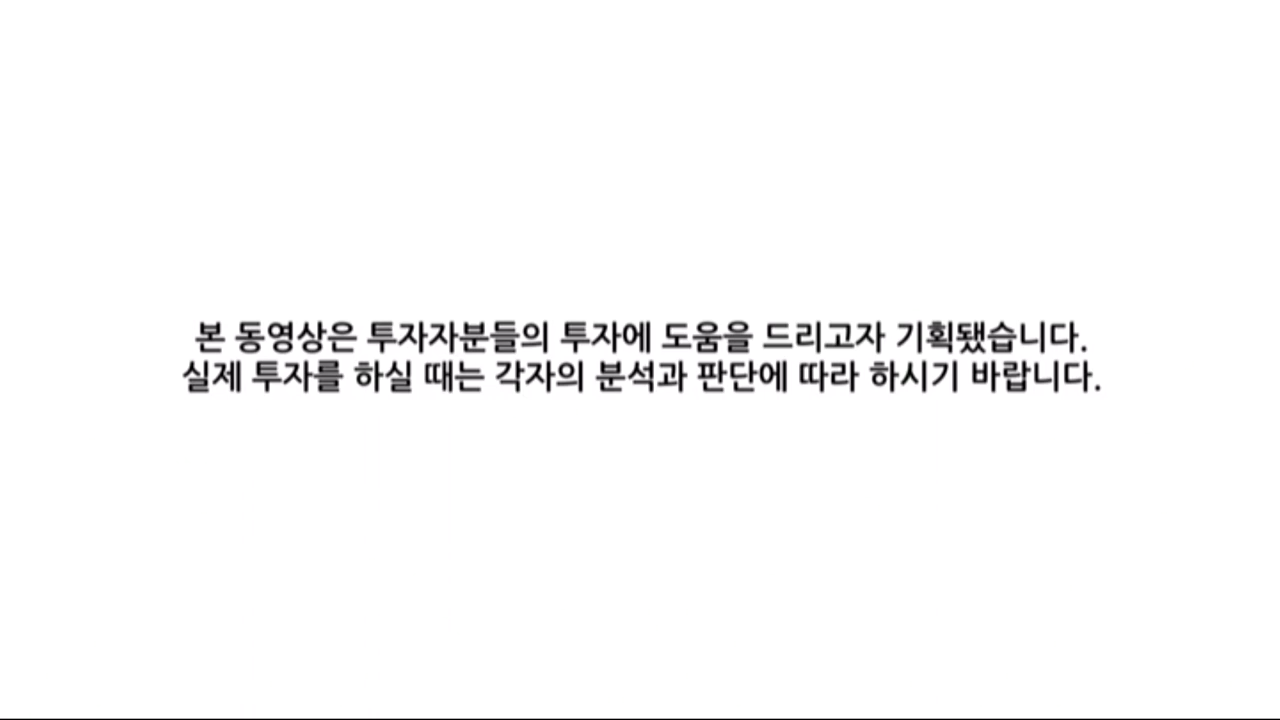 본 동영상은 투자자분들의 투자에 도움을 드리고자 기획됐습니다.
실제 투자를 하실 때는 각자의 분석과 판단에 따라 하시기 바랍니다.